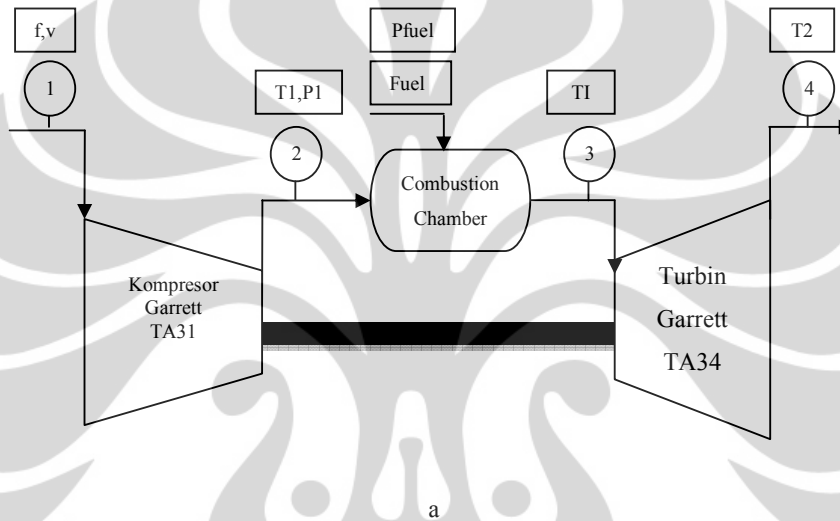 f,v
Pfuel
T2
1
Fuel
4
T1,P1
TI
2
3
Combustion
Chamber
Kompresor
Garrett
TA31
Turbin
Garrett
TA34
a